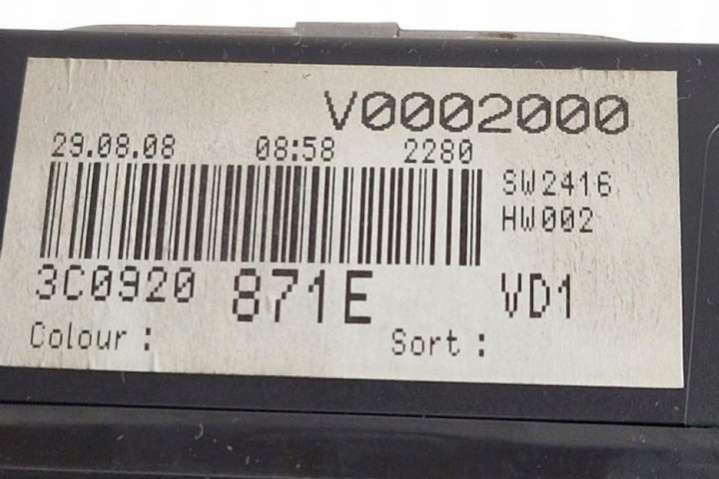 V0002000
29.08.08 08:58 2280
SW2416
HW002
3C0920 871E VD1
Colour : Sort :